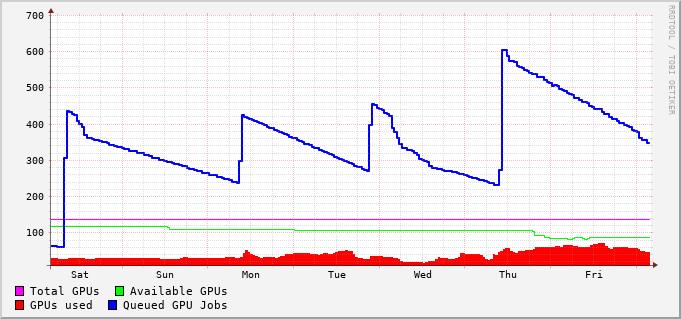 700
600
500
400
300
200
100
Sat Sun Mon Tue Wed Thu Fri
Total GPUs Available GPUs
GPUs used Queued GPU Jobs
RRDTOOL / TOBI OETIKER